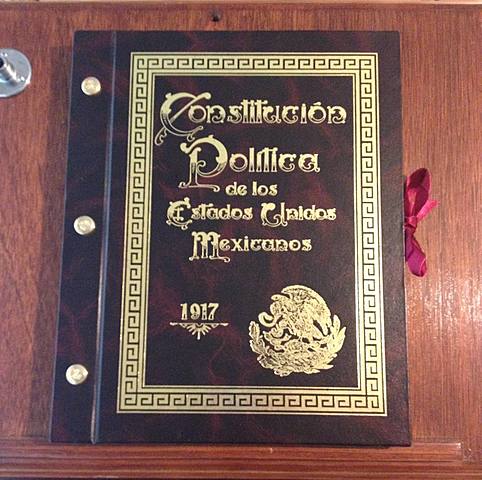 Constitución
Política
de los
Estados Unidos
Mexicanos
1917